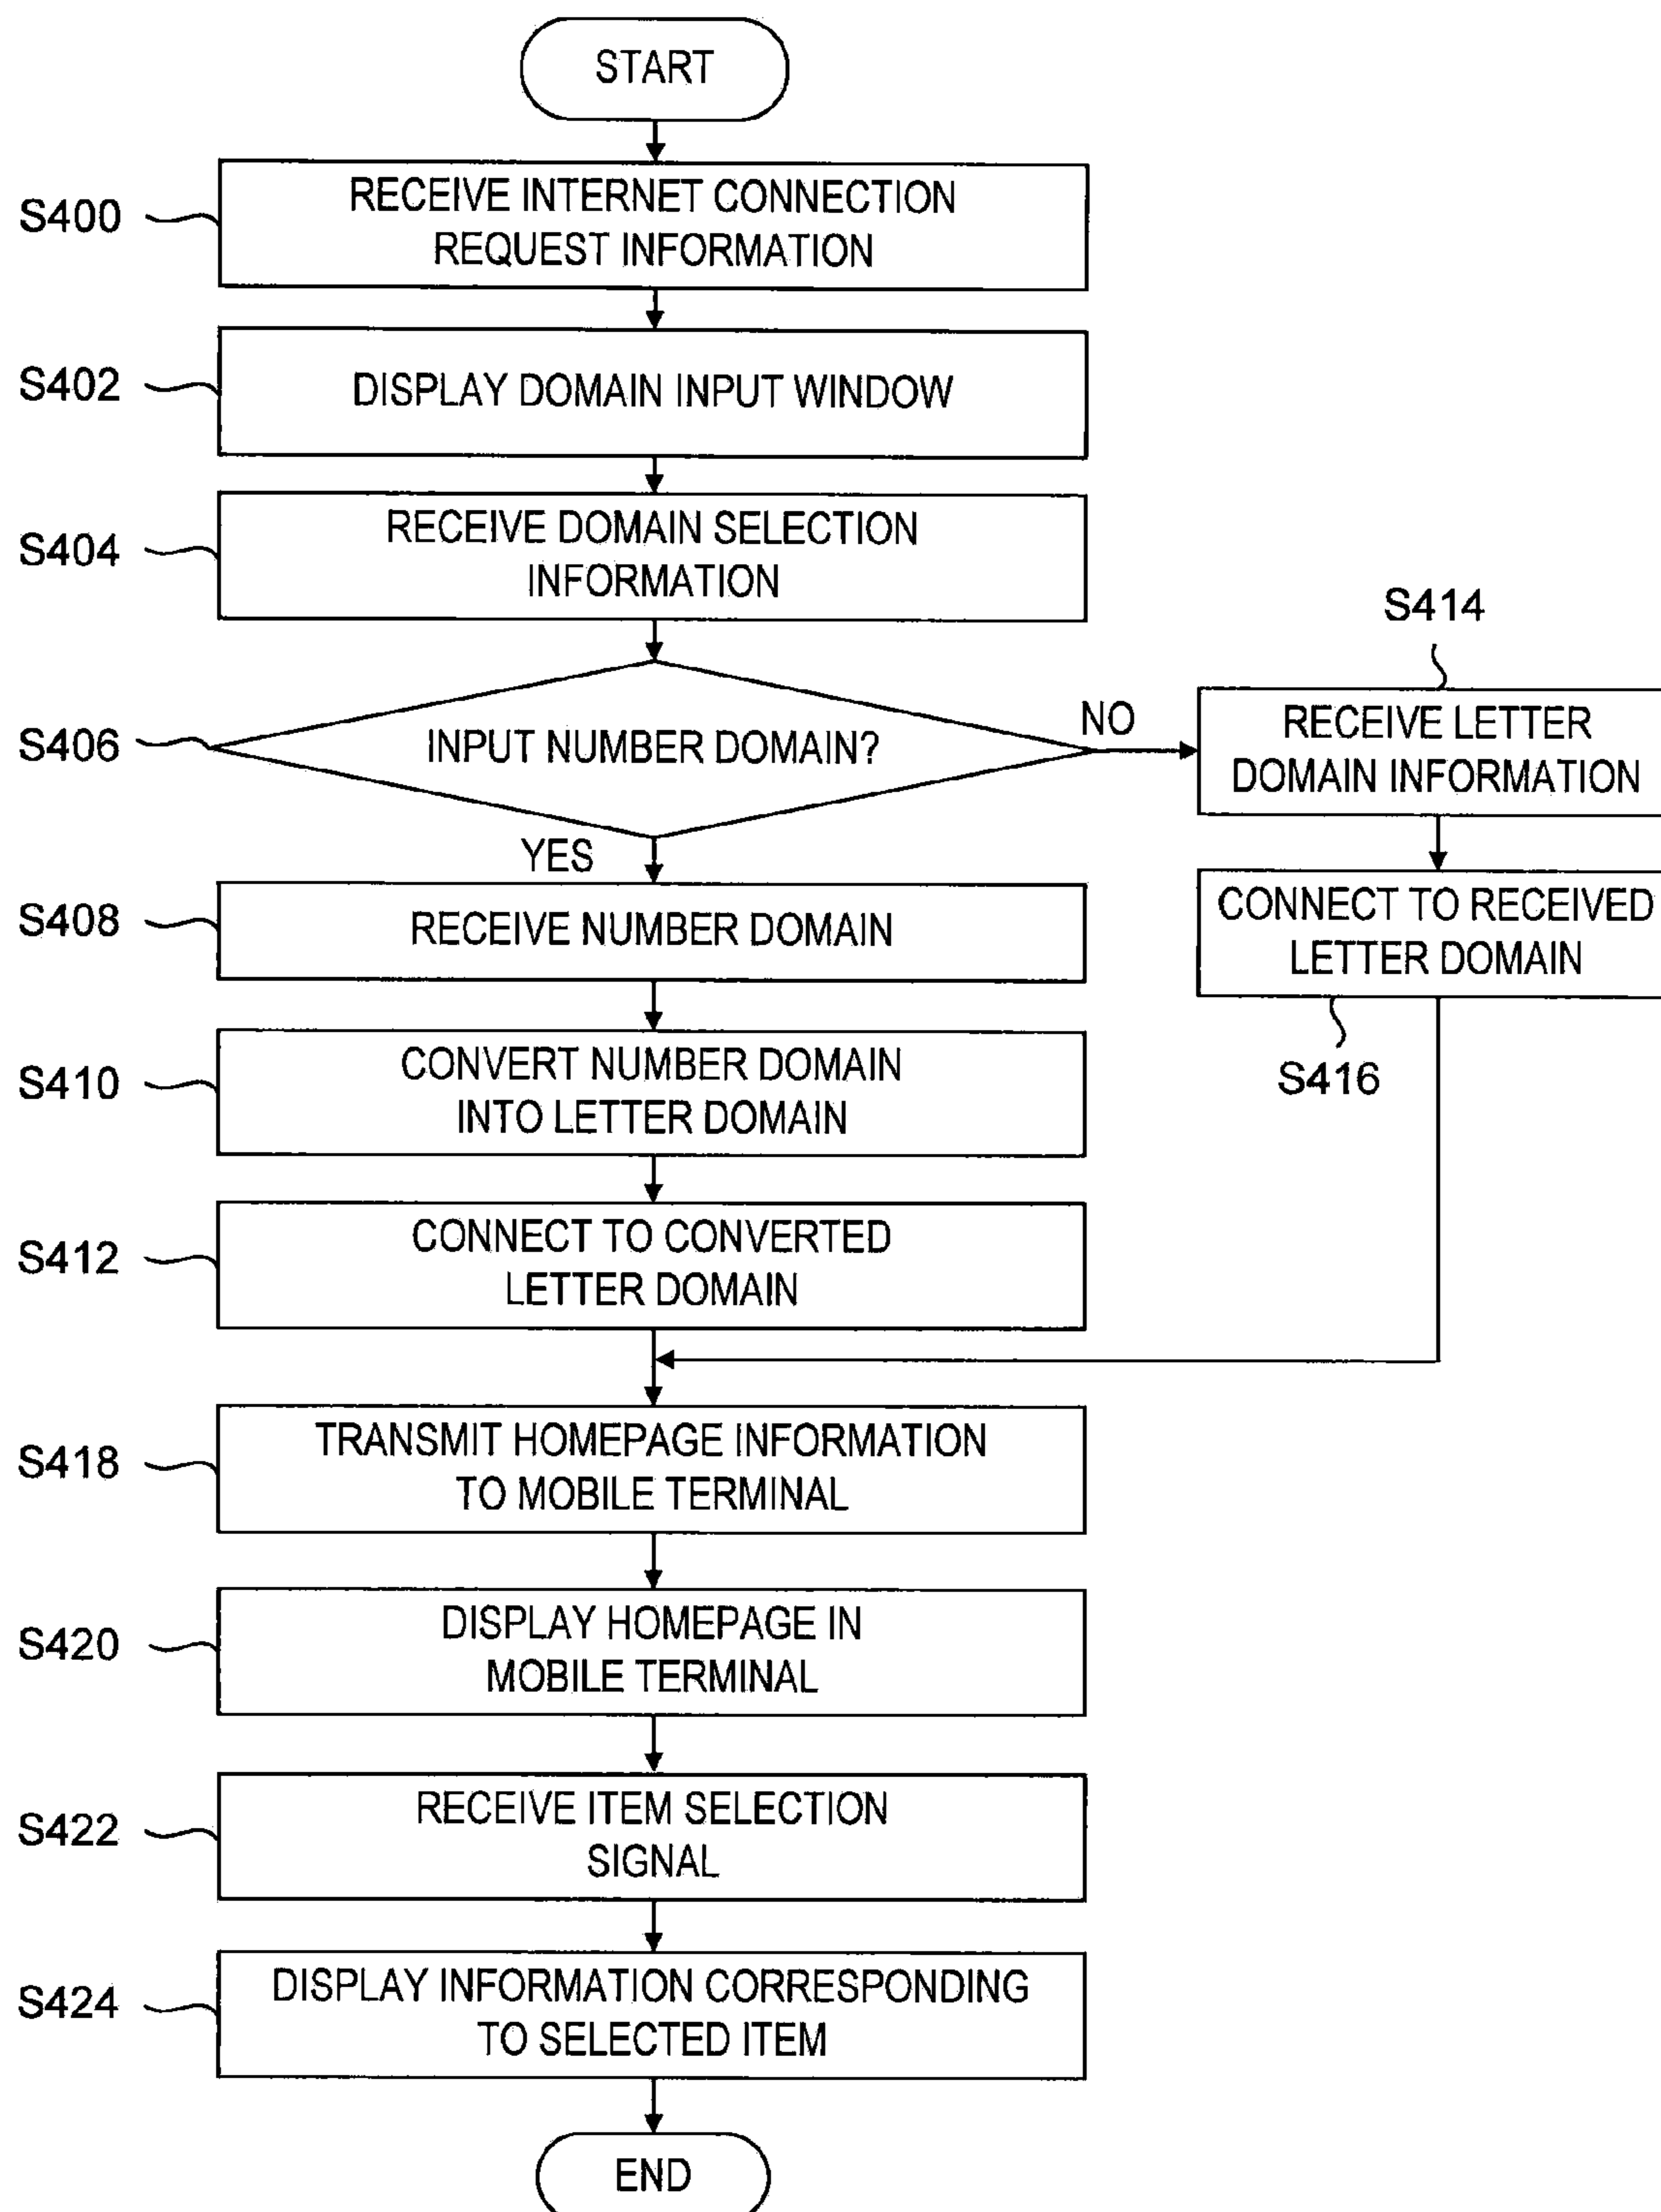 START
S400
RECEIVE INTERNET CONNECTION
REQUEST INFORMATION
S402
DISPLAY DOMAIN INPUT WINDOW
S404
RECEIVE DOMAIN SELECTION
INFORMATION
S406
INPUT NUMBER DOMAIN?
NO
S414
RECEIVE LETTER
DOMAIN INFORMATION
CONNECT TO RECEIVED
LETTER DOMAIN
S416
YES
S408
RECEIVE NUMBER DOMAIN
S410
CONVERT NUMBER DOMAIN
INTO LETTER DOMAIN
S412
CONNECT TO CONVERTED
LETTER DOMAIN
S418
TRANSMIT HOMEPAGE INFORMATION
TO MOBILE TERMINAL
S420
DISPLAY HOMEPAGE IN
MOBILE TERMINAL
S422
RECEIVE ITEM SELECTION
SIGNAL
S424
DISPLAY INFORMATION CORRESPONDING
TO SELECTED ITEM
END